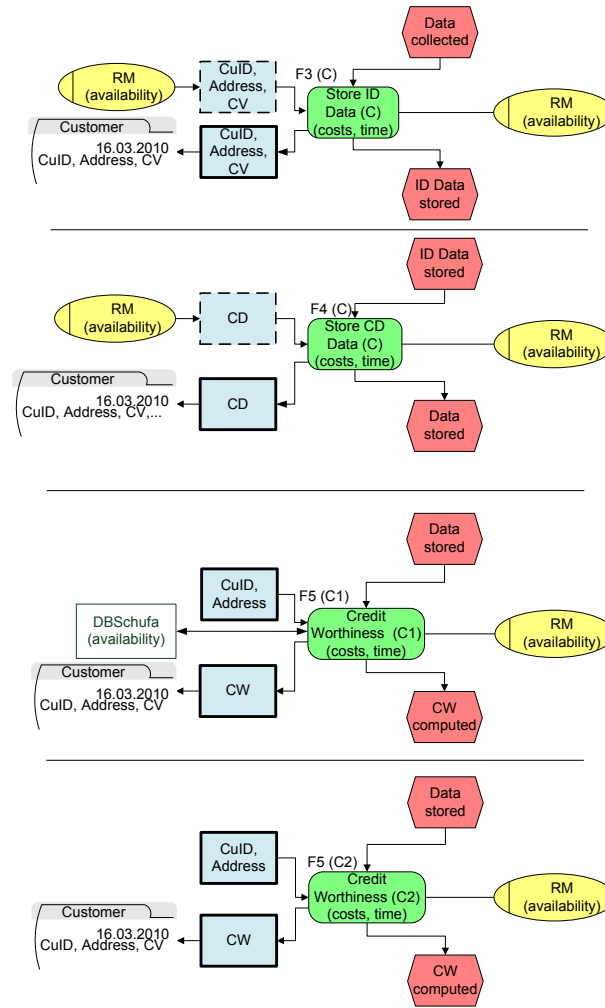 Data
collected
F3 (C)
RM
(availability)
CuID,
Address,
CV
Store ID
Data (C)
(costs, time)
RM
(availability)
Customer
16.03.2010
CuID, Address, CV
CuID,
Address,
CV
ID Data
stored
ID Data
stored
F4 (C)
RM
(availability)
CD
Store CD
Data (C)
(costs, time)
RM
(availability)
Customer
16.03.2010
CuID, Address, CV,...
CD
Data
stored
Data
stored
CuID,
Address
F5 (C1)
DBSchufa
(availability)
Credit
Worthiness (C1)
(costs, time)
RM
(availability)
Customer
16.03.2010
CuID, Address, CV
CW
CW
computed
Data
stored
CuID,
Address
F5 (C2)
Credit
Worthiness (C2)
(costs, time)
RM
(availability)
Customer
16.03.2010
CuID, Address, CV
CW
CW
computed